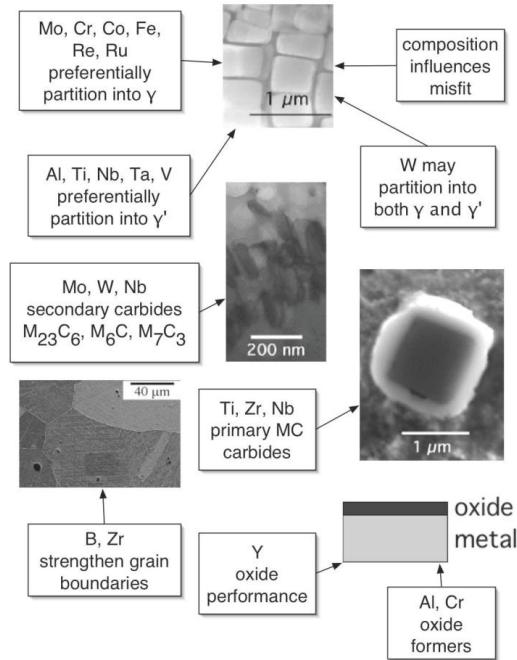 Mo, Cr, Co, Fe,
Re, Ru
preferentially
partition into γ
1 μm
composition
influences
misfit
Al, Ti, Nb, Ta, V
preferentially
partition into γ'
W may
partition into
both γ and γ'
Mo, W, Nb
secondary carbides
M23C6, M6C, M7C3
200 nm
1 μm
40 μm
Ti, Zr, Nb
primary MC
carbides
B, Zr
strengthen grain
boundaries
Y
oxide
performance
oxide
metal
Al, Cr
oxide
formers